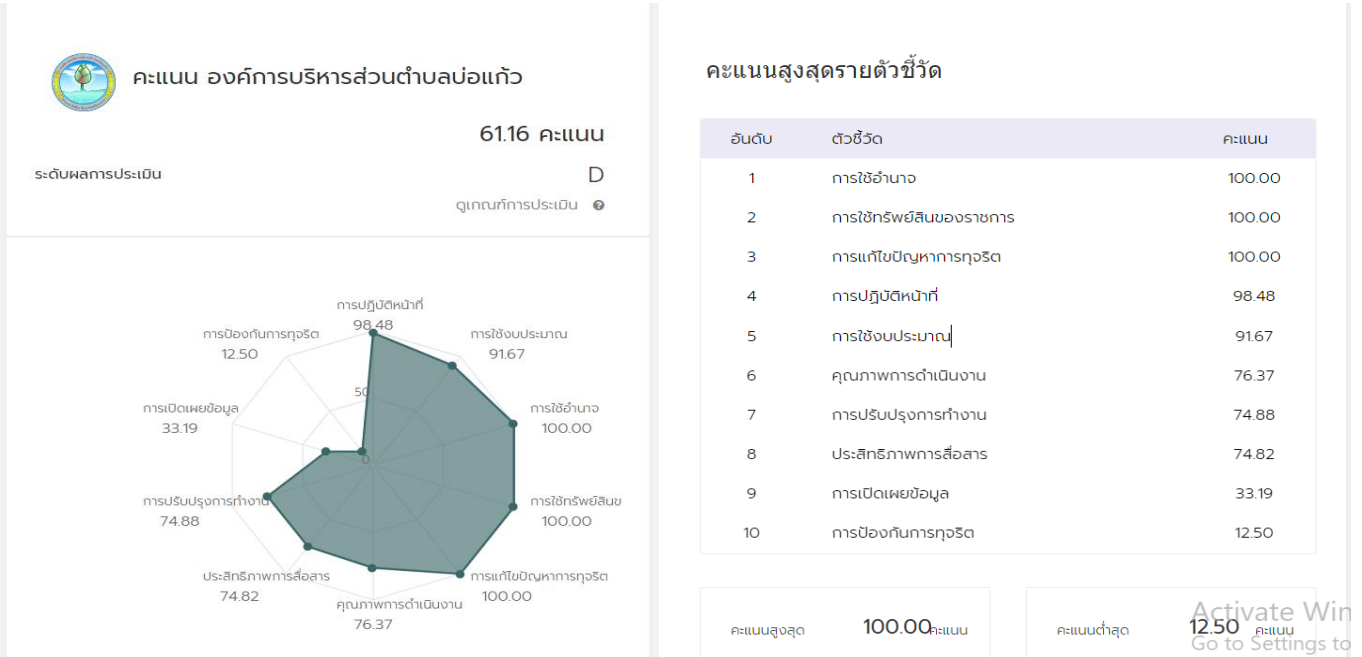 คะแนน องค์การบริหารส่วนตำบลบ่อแก้ว
61.16 คะแนน
ระดับผลการประเมิน D
ดูเกณฑ์การประเมิน
การปฏิบัติหน้าที่
98.48
การป้องกันการทุจริต
12.50
การใช้งบประมาณ
91.67
50
การเปิดเผยข้อมูล
33.19
การใช้อำนาจ
100.00
0
การปรับปรุงการทำงาน
74.88
การใช้ทรัพย์สินข
100.00
ประสิทธิภาพการสื่อสาร
74.82
การแก้ไขปัญหาการทุจริต
100.00
คุณภาพการดำเนินงาน
76.37
คะแนนสูงสุดรายตัวชี้วัด
อันดับ ตัวชี้วัด คะแนน
1 การใช้อำนาจ 100.00
2 การใช้ทรัพย์สินของราชการ 100.00
3 การแก้ไขปัญหาการทุจริต 100.00
4 การปฏิบัติหน้าที่ 98.48
5 การใช้งบประมาณ 91.67
6 คุณภาพการดำเนินงาน 76.37
7 การปรับปรุงการทำงาน 74.88
8 ประสิทธิภาพการสื่อสาร 74.82
9 การเปิดเผยข้อมูล 33.19
10 การป้องกันการทุจริต 12.50
คะแนนสูงสุด 100.00 คะแนน
คะแนนต่ำสุด 12.50 คะแนน
Activate Win
Go to Settings to